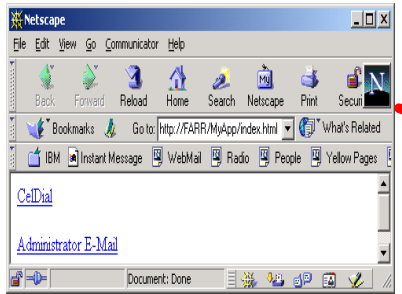 Netscape
File Edit View Go Communicator Help
Back Forward Reload Home Search Netscape Print Securi N
Bookmarks Go to: http://FARR/MyApp/index.html What's Related
IBM Instant Message WebMail Radio People Yellow Pages
CelDial
Administrator E-Mail
Document: Done